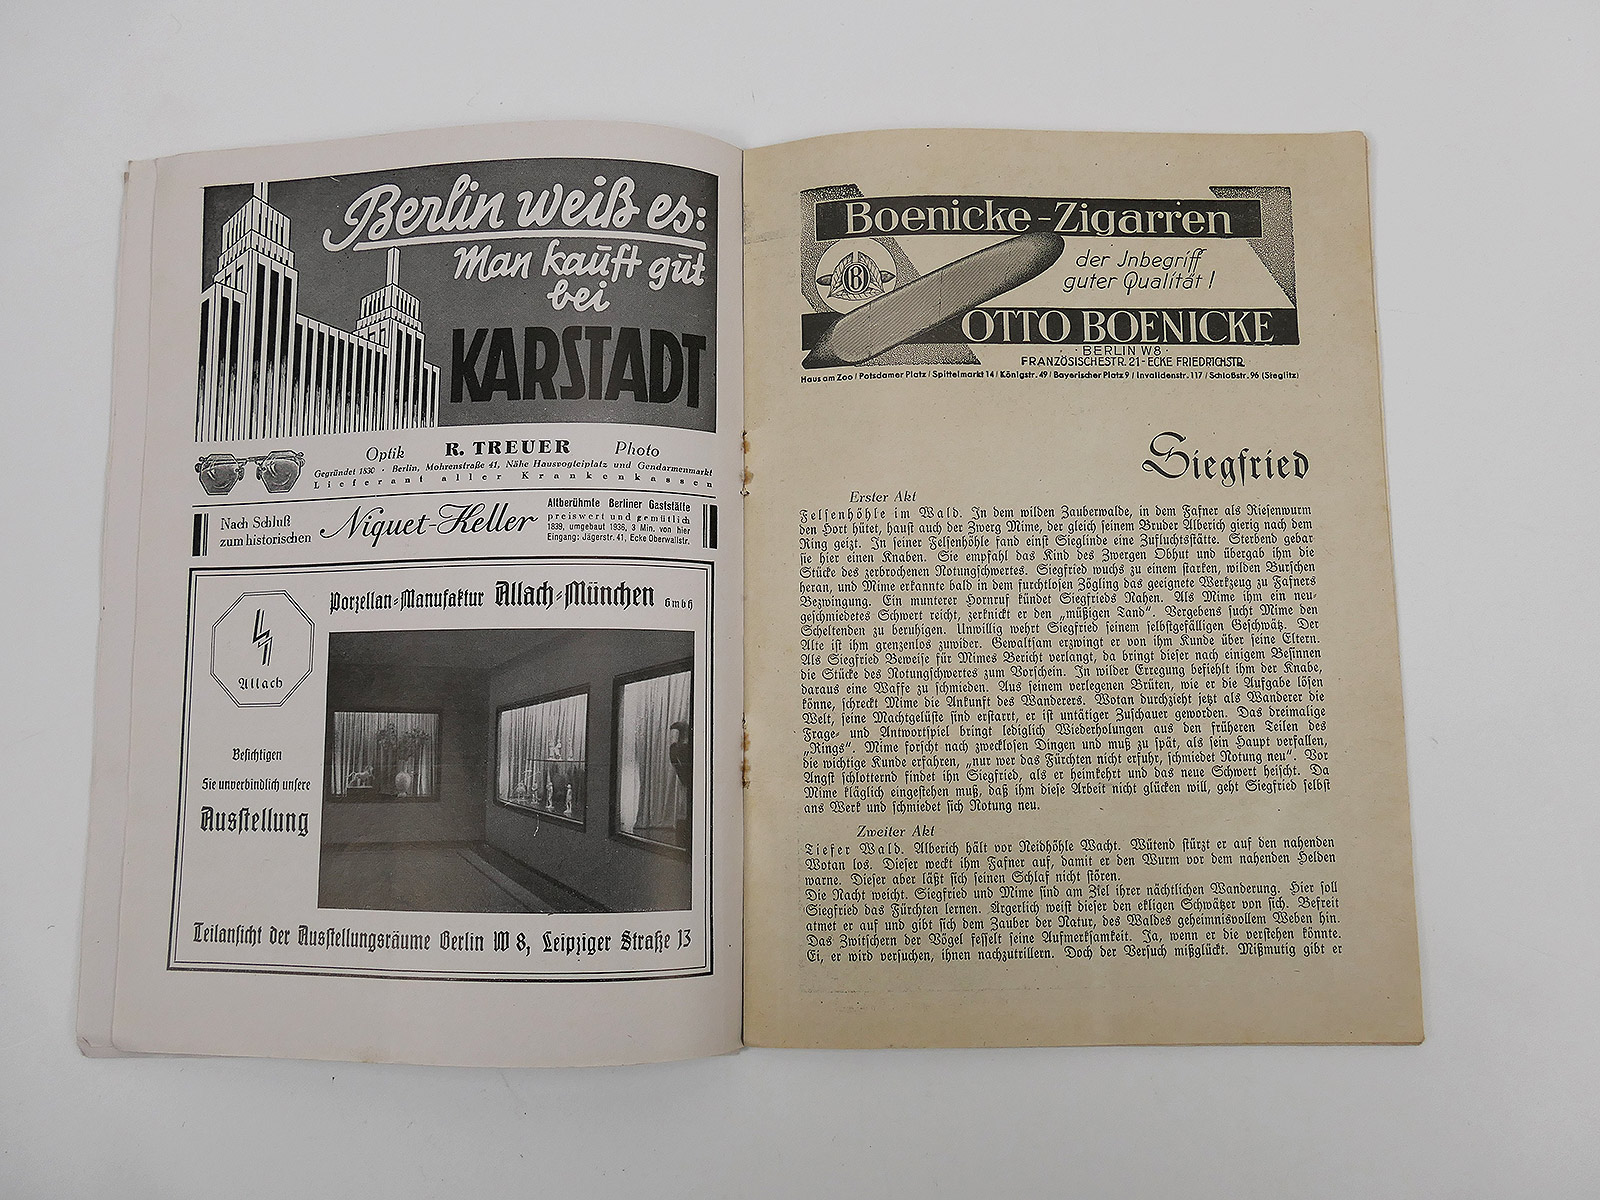 Berlin weiß es:
Man kauft gut
bei
KARSTADT
Optik R. TREUER Photo
Gegründet 1830 · Berlin, Mohrenstraße 41, Nähe Hausvogteiplatz und Gendarmenmarkt
Lieferant aller Krankenkassen
Nach Schluß
zum historischen
Niquet-Keller
Altberühmte Berliner Gaststätte
preiswert und gemütlich
1839, umgebaut 1936, 3 Min. von hier
Eingang: Jägerstr. 41, Ecke Oberwallstr.
Porzellan-Manufaktur Allach-München GmbH
Allach
Besichtigen
Sie unverbindlich unsere
Ausstellung
Teilansicht der Ausstellungsräume Berlin W 8, Leipziger Straße 13
Boenicke-Zigarren
der Inbegriff
guter Qualität!
B
OTTO BOENICKE
· BERLIN W8 ·
FRANZÖSISCHESTR. 21 - ECKE FRIEDRICHSTR.
Haus am Zoo / Potsdamer Platz / Spittelmarkt 14 / Königstr. 49 / Bayerischer Platz 9 / Invalidenstr. 117 / Schloßstr. 96 (Steglitz)
Siegfried
Erster Akt
Felsenhöhle im Wald. In dem wilden Zauberwalde, in dem Fafner als Riesenwurm
den Hort hütet, haust auch der Zwerg Mime, der gleich seinem Bruder Alberich gierig nach dem
Ring geizt. In seiner Felsenhöhle fand einst Sieglinde eine Zufluchtsstätte. Sterbend gebar
sie hier einen Knaben. Sie empfahl das Kind des Zwergen Obhut und übergab ihm die
Stücke des zerbrochenen Notungschwertes. Siegfried wuchs zu einem starken, wilden Burschen
heran, und Mime erkannte bald in dem furchtlosen Zögling das geeignete Werkzeug zu Fafners
Bezwingung. Ein munterer Hornruf kündet Siegfrieds Nahen. Als Mime ihm ein neu-
geschmiedetes Schwert reicht, zerknickt er den „müßigen Tand“. Vergebens sucht Mime den
Scheltenden zu beruhigen. Unwillig wehrt Siegfried seinem selbstgefälligen Geschwätz. Der
Alte ist ihm grenzenlos zuwider. Gewaltsam erzwingt er von ihm Kunde über seine Eltern.
Als Siegfried Beweise für Mimes Bericht verlangt, da bringt dieser nach einigem Besinnen
die Stücke des Notungschwertes zum Vorschein. In wilder Erregung befiehlt ihm der Knabe,
daraus eine Waffe zu schmieden. Aus seinem verlegenen Brüten, wie er die Aufgabe lösen
könne, schreckt Mime die Ankunft des Wanderers. Wotan durchzieht jetzt als Wanderer die
Welt, seine Machtgelüste sind erstarrt, er ist untätiger Zuschauer geworden. Das dreimalige
Frage- und Antwortspiel bringt lediglich Wiederholungen aus den früheren Teilen des
„Rings“. Mime forscht nach zwecklosen Dingen und muß zu spät, als sein Haupt verfallen,
die wichtige Kunde erfahren, „nur wer das Fürchten nicht erfuhr, schmiedet Notung neu“. Vor
Angst schlotternd findet ihn Siegfried, als er heimkehrt und das neue Schwert heischt. Da
Mime kläglich eingestehen muß, daß ihm diese Arbeit nicht glücken will, geht Siegfried selbst
ans Werk und schmiedet sich Notung neu.
Zweiter Akt
Tiefer Wald. Alberich hält vor Neidhöhle Wacht. Wütend stürzt er auf den nahenden
Wotan los. Dieser weckt ihm Fafner auf, damit er den Wurm vor dem nahenden Helden
warne. Dieser aber läßt sich seinen Schlaf nicht stören.
Die Nacht weicht. Siegfried und Mime sind am Ziel ihrer nächtlichen Wanderung. Hier soll
Siegfried das Fürchten lernen. Ärgerlich weist dieser den ekligen Schwätzer von sich. Befreit
atmet er auf und gibt sich dem Zauber der Natur, des Waldes geheimnisvollem Weben hin.
Das Zwitschern der Vögel fesselt seine Aufmerksamkeit. Ja, wenn er die verstehen könnte.
Ei, er wird versuchen, ihnen nachzutrillern. Doch der Versuch mißglückt. Mißmutig gibt er